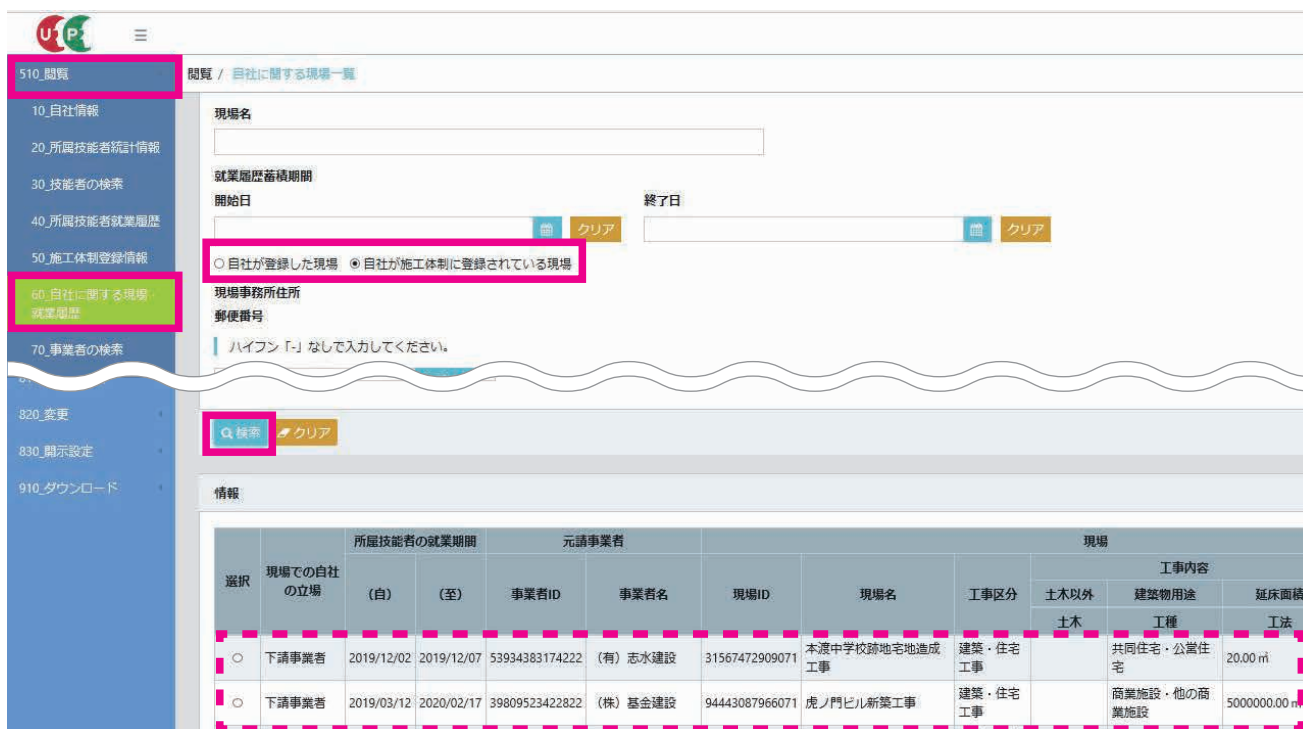 U P
510_閲覧
閲覧 / 自社に関する現場一覧
10_自社情報
20_所属技能者統計情報
30_技能者の検索
40_所属技能者就業履歴
50_施工体制登録情報
60_自社に関する現場・
就業履歴
70_事業者の検索
820_変更
830_開示設定
910_ダウンロード
現場名
就業履歴蓄積期間
開始日 終了日
クリア クリア
自社が登録した現場 自社が施工体制に登録されている現場
現場事務所住所
郵便番号
ハイフン「-」なしで入力してください。
検索 クリア
情報
所属技能者の就業期間 元請事業者 現場
選択 現場での自社の立場 (自) (至) 事業者ID 事業者名 現場ID 現場名 工事区分 工事内容
土木以外 建築物用途 延床面積
土木 工種 工法
下請事業者 2019/12/02 2019/12/07 53934383174222 (有)志水建設 31567472909071 本渡中学校跡地宅地造成工事 建築・住宅工事 共同住宅・公営住宅 20.00㎡
下請事業者 2019/03/12 2020/02/17 39809523422822 (株)基金建設 94443087966071 虎ノ門ビル新築工事 建築・住宅工事 商業施設・他の商業施設 5000000.00